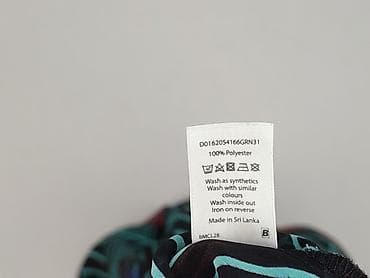 D0162054166GRN31
100% Polyester
Wash as synthetics
Wash with similar
colours
Wash inside out
Iron on reverse
Made in Sri Lanka
BMCL28
B